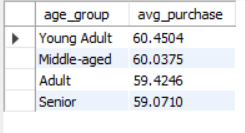 age_group avg_purchase
Young Adult 60.4504
Middle-aged 60.0375
Adult 59.4246
Senior 59.0710